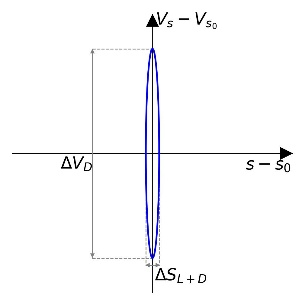 V_s − V_{s_0}
ΔV_D
s − s_0
ΔS_{L+D}